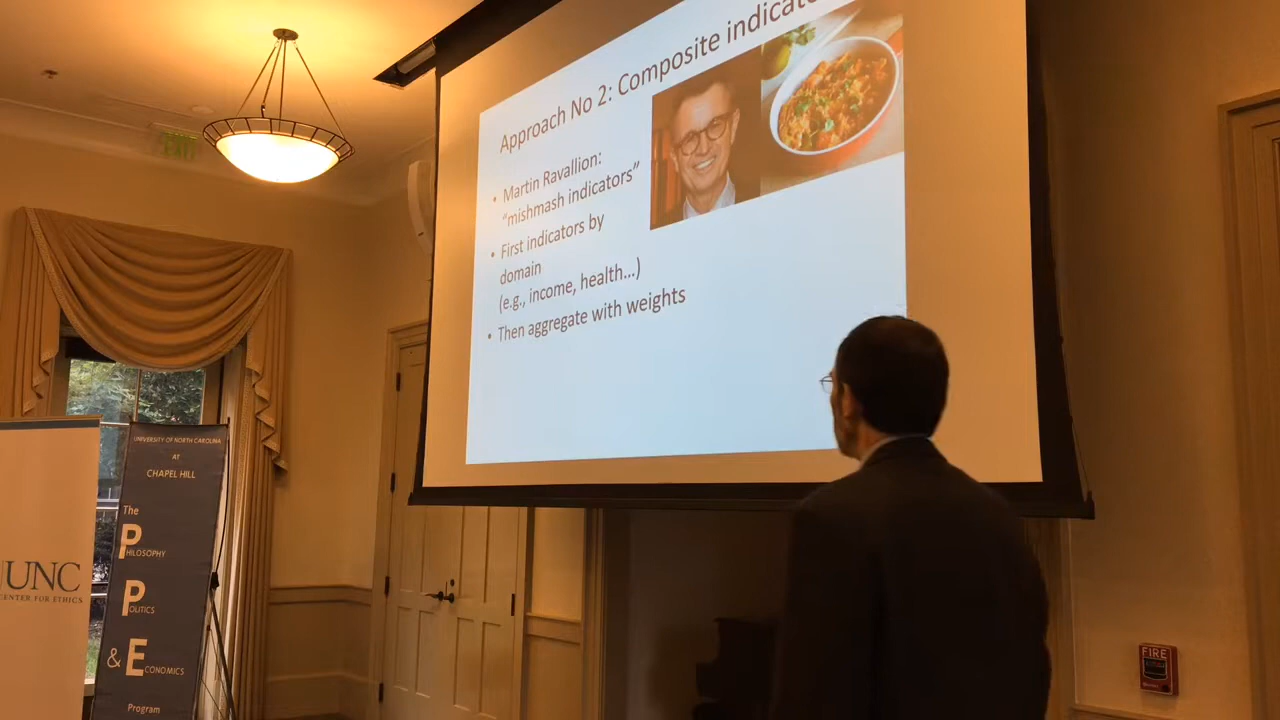 Approach No 2: Composite
• Martin Ravallion:
“mishmash indicators”
• First indicators by
domain
(e.g., income, health...)
• Then aggregate with weights
EXIT
UNC
CENTER FOR ETHICS
UNIVERSITY OF NORTH CAROLINA
AT
CHAPEL HILL
The
PHILOSOPHY
POLITICS
& ECONOMICS
Program
FIRE